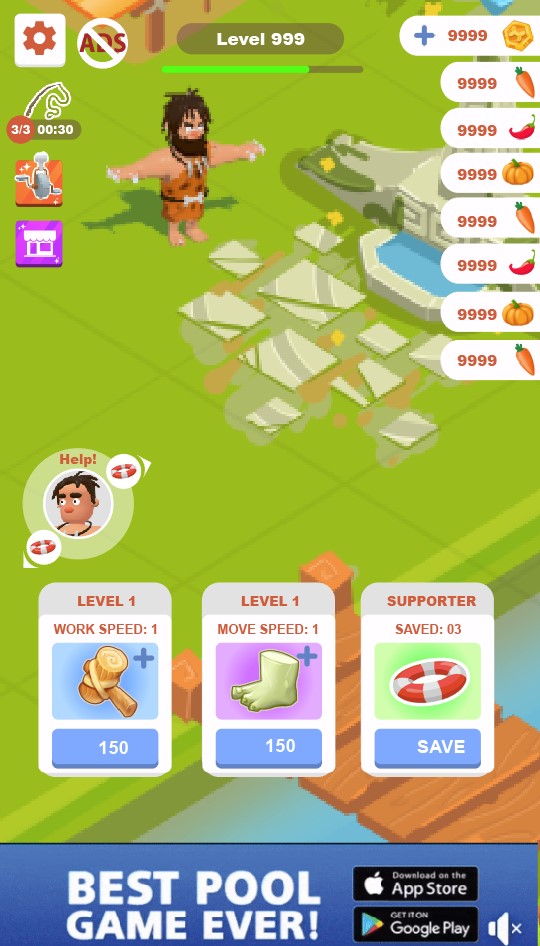 ADS
Level 999
9999
9999
9999
9999
9999
9999
9999
9999
3/3 00:30
Help!
LEVEL 1
WORK SPEED: 1
150
LEVEL 1
MOVE SPEED: 1
150
SUPPORTER
SAVED: 03
SAVE
BEST POOL
GAME EVER!
Download on the
App Store
GET IT ON
Google Play